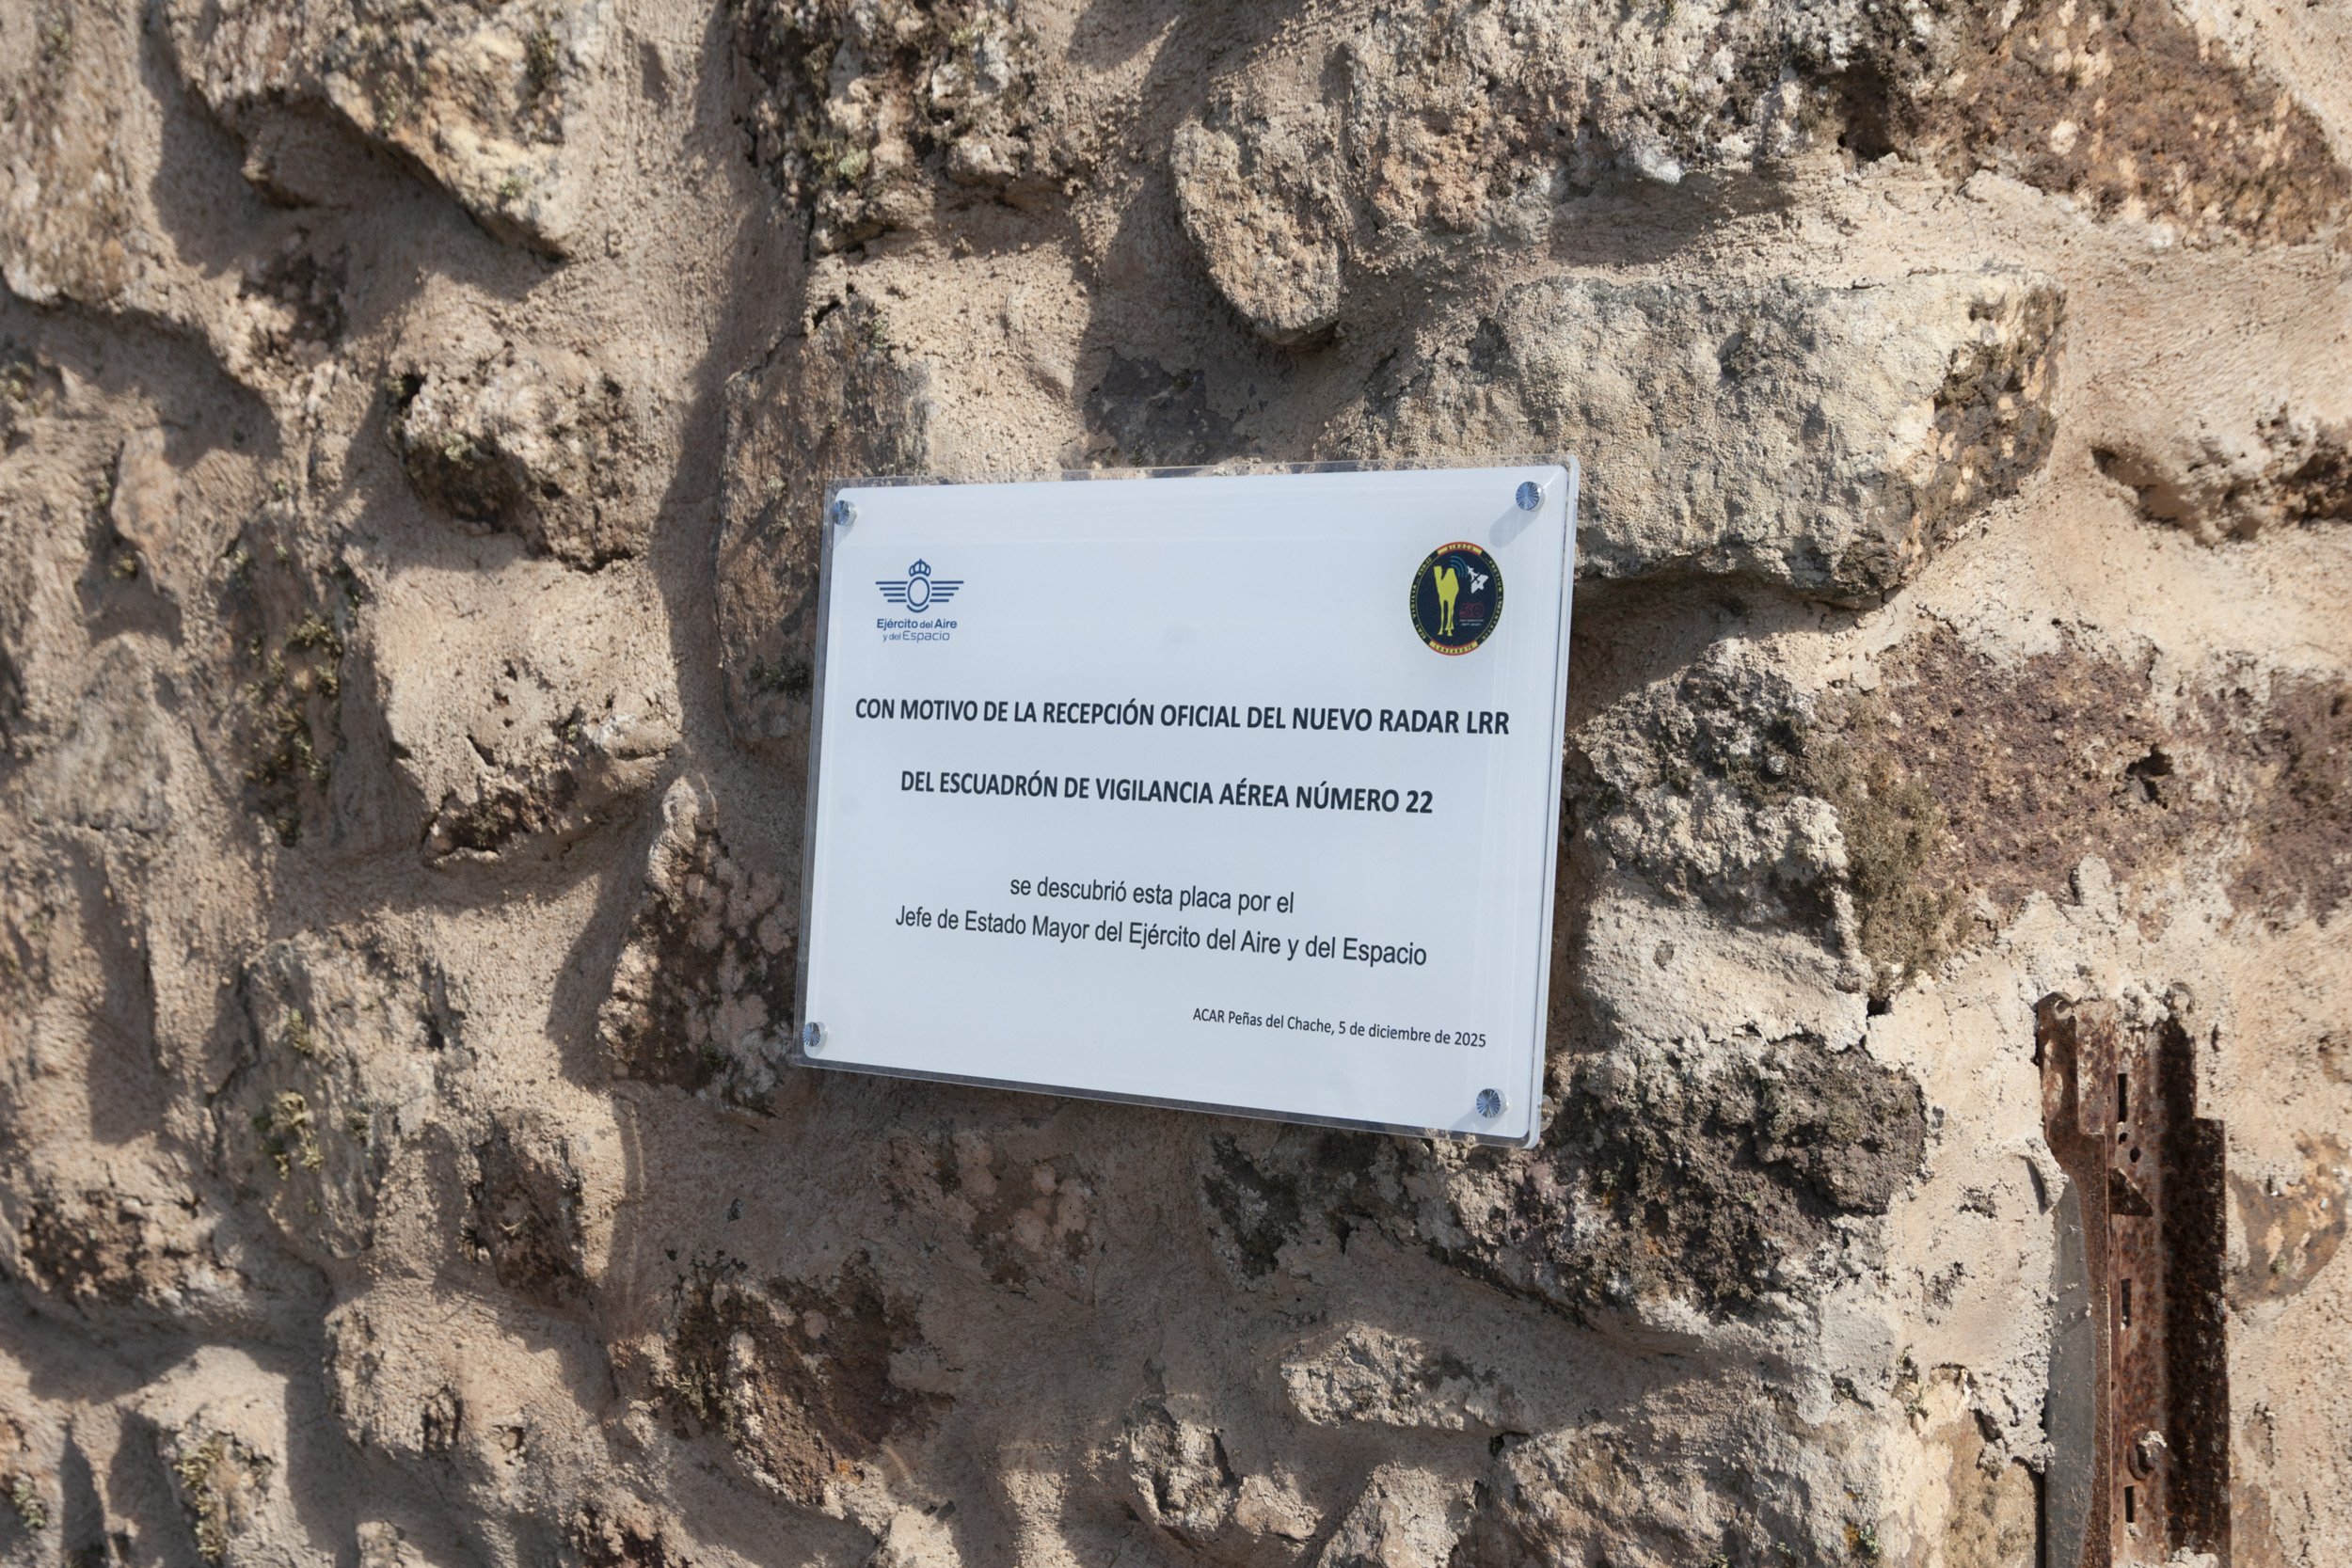 Ejército del Aire
y del Espacio
LANZAROTE
50
CON MOTIVO DE LA RECEPCIÓN OFICIAL DEL NUEVO RADAR LRR
DEL ESCUADRÓN DE VIGILANCIA AÉREA NÚMERO 22
se descubrió esta placa por el
Jefe de Estado Mayor del Ejército del Aire y del Espacio
ACAR Peñas del Chache, 5 de diciembre de 2025